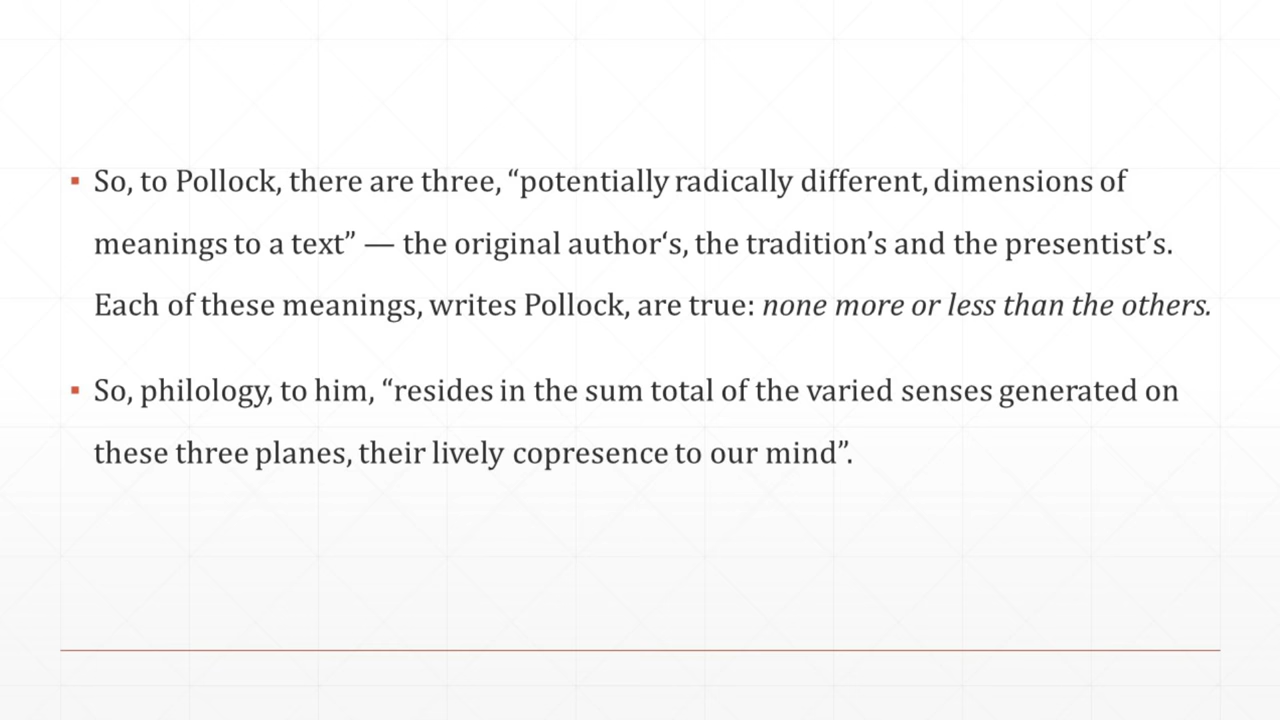 ▪ So, to Pollock, there are three, “potentially radically different, dimensions of
meanings to a text” — the original author‘s, the tradition’s and the presentist’s.
Each of these meanings, writes Pollock, are true: none more or less than the others.
▪ So, philology, to him, “resides in the sum total of the varied senses generated on
these three planes, their lively copresence to our mind”.